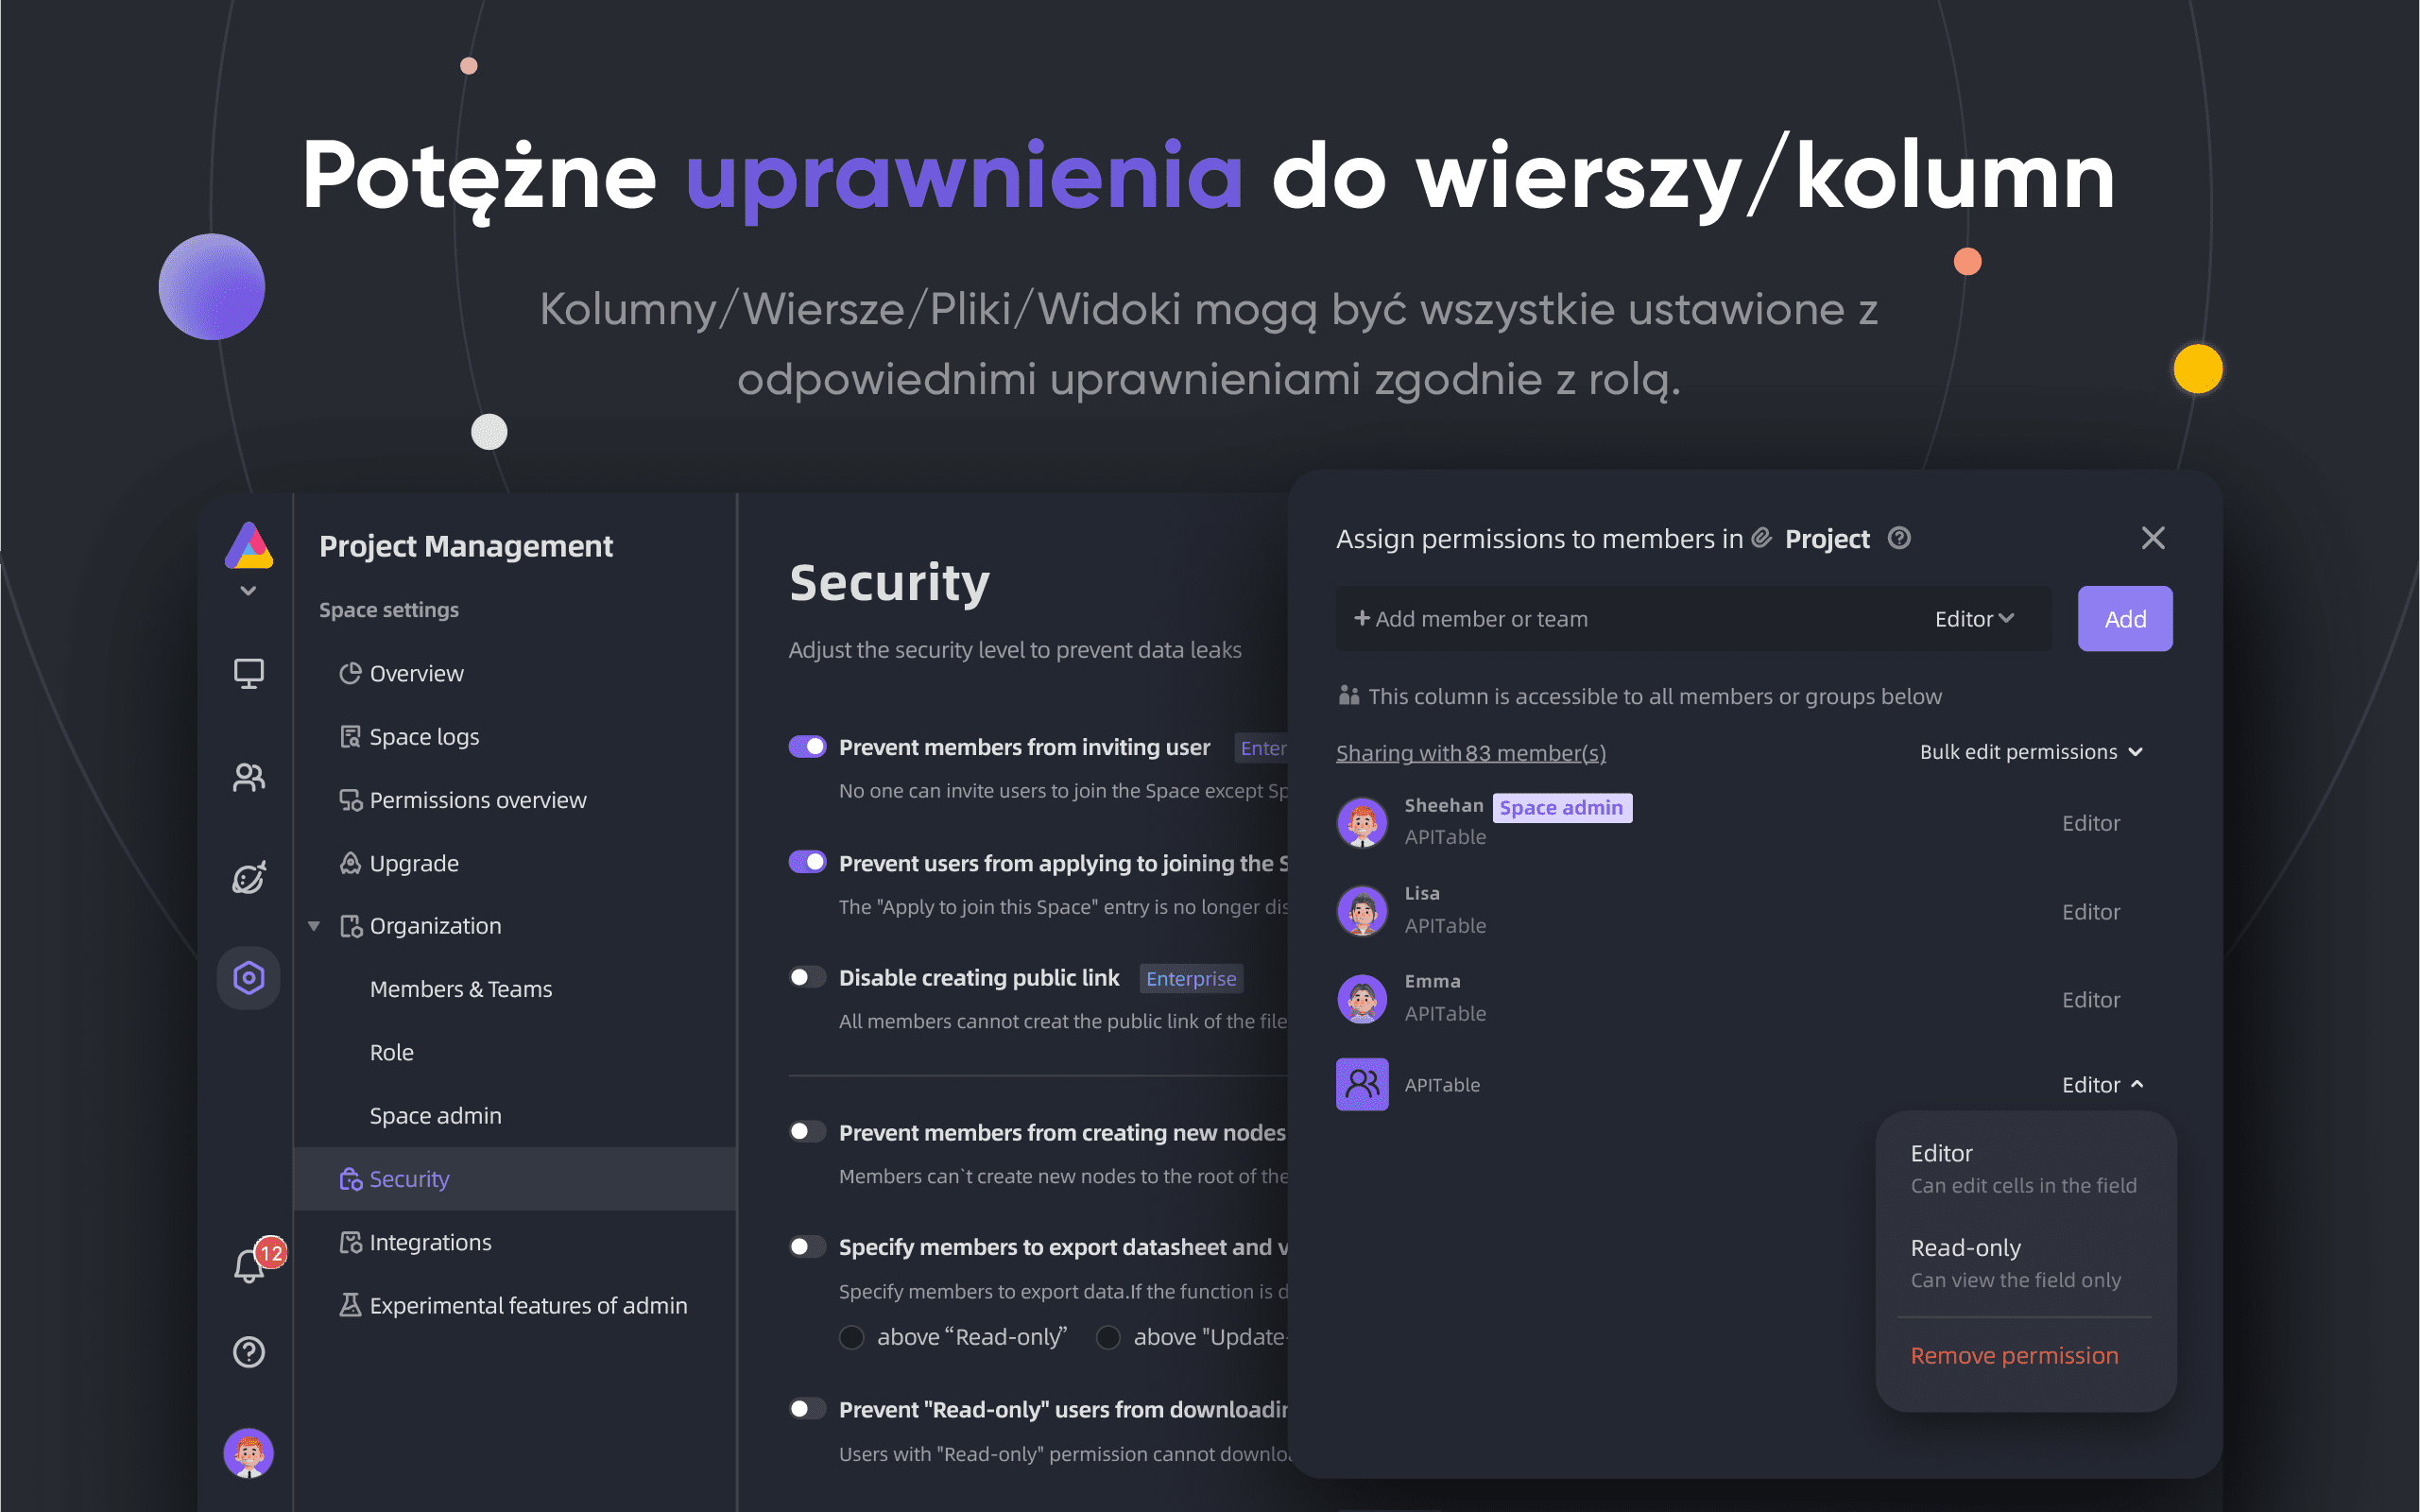 Potężne uprawnienia do wierszy/kolumn
Kolumny/Wiersze/Pliki/Widoki mogą być wszystkie ustawione z
odpowiednimi uprawnieniami zgodnie z rolą.
Project Management
Space settings
Overview
Space logs
Permissions overview
Upgrade
Organization
Members & Teams
Role
Space admin
Security
Integrations
Experimental features of admin
12
Security
Adjust the security level to prevent data leaks
Prevent members from inviting user
No one can invite users to join the Space except
Prevent users from applying to joining the
The "Apply to join this Space" entry is no longer
Disable creating public link Enterprise
All members cannot creat the public link of the file
Prevent members from creating new nodes
Members can`t create new nodes to the root of the
Specify members to export datasheet and
Specify members to export data.If the function is
above “Read-only” above "Update-
Prevent "Read-only" users from
Users with "Read-only" permission cannot
Assign permissions to members in Project
+ Add member or team Editor Add
This column is accessible to all members or groups below
Sharing with 83 member(s) Bulk edit permissions
Sheehan Space admin
APITable Editor
Lisa
APITable Editor
Emma
APITable Editor
APITable Editor
Editor
Can edit cells in the field
Read-only
Can view the field only
Remove permission